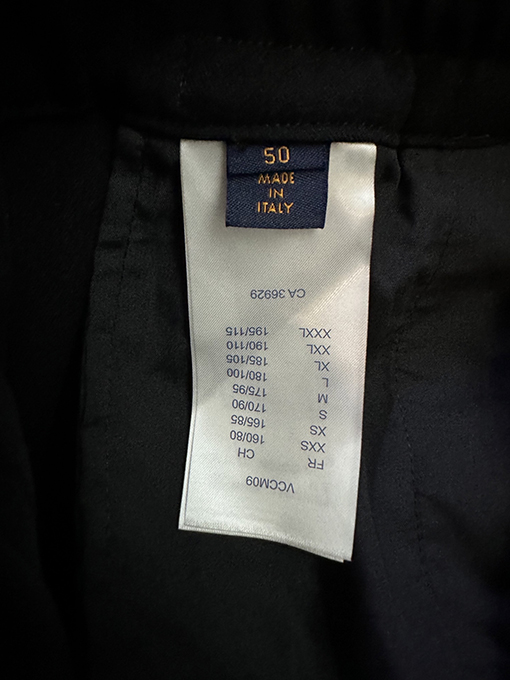 50
MADE
IN
ITALY
VCCM09
FR CH
XXS 160/80
XS 165/85
S 170/90
M 175/95
L 180/100
XL 185/105
XXL 190/110
XXXL 195/115
CA 36929